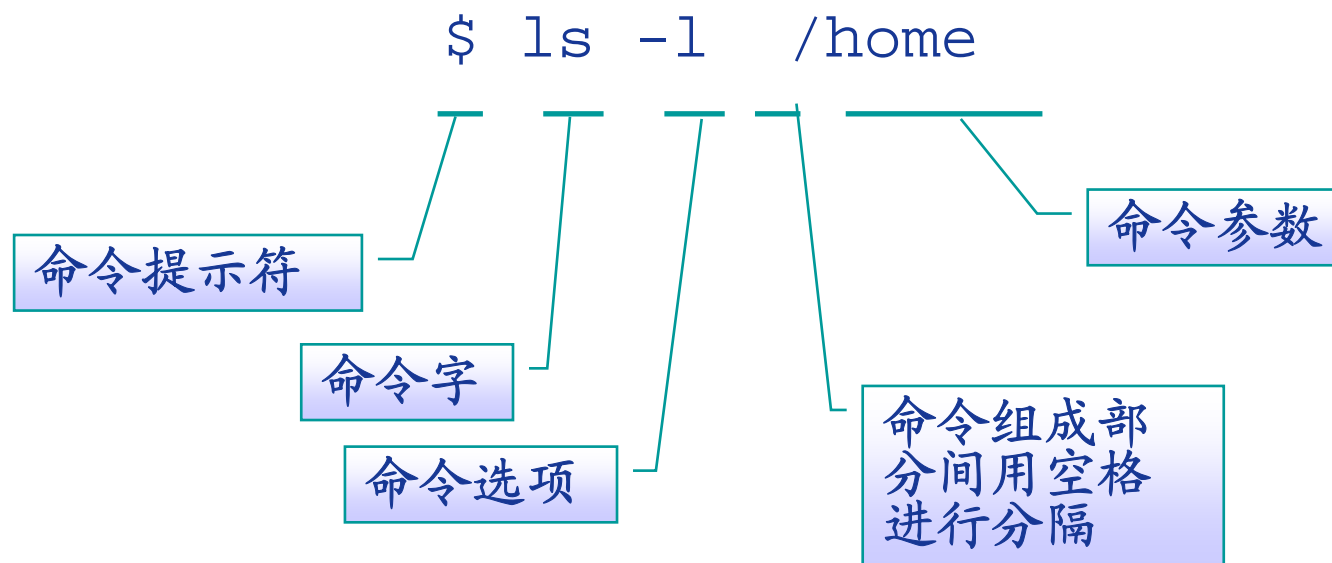 $ ls -l  /home
命令参数
命令提示符
命令字
命令选项
命令组成部
分间用空格
进行分隔